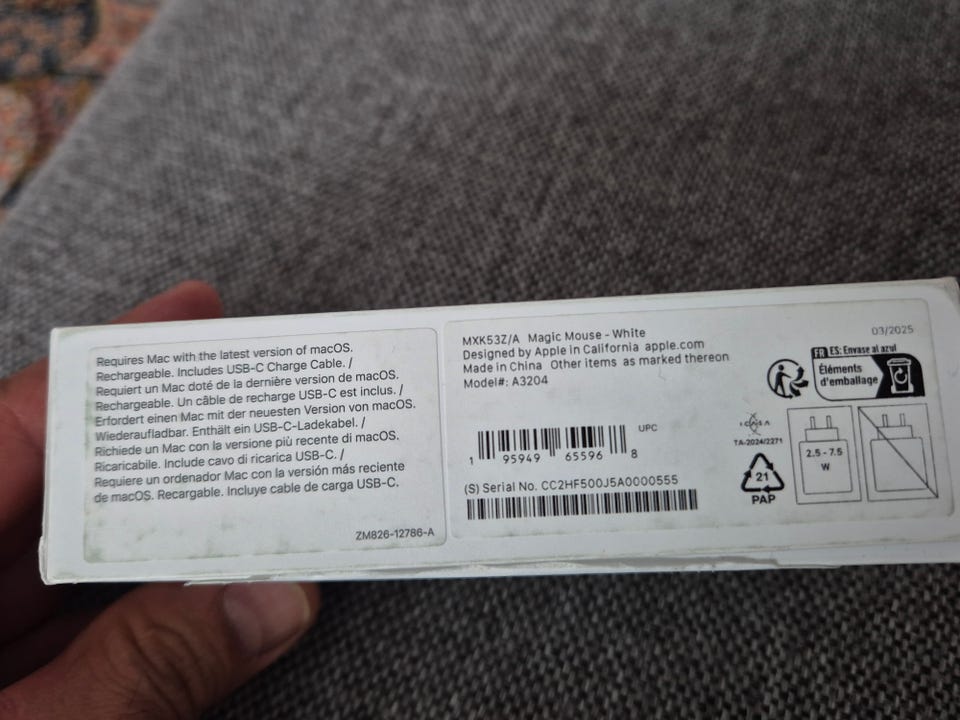 Requires Mac with the latest version of macOS.
Rechargeable. Includes USB-C Charge Cable. /
Requiert un Mac doté de la dernière version de macOS.
Rechargeable. Un câble de recharge USB-C est inclus. /
Erfordert einen Mac mit der neuesten Version von macOS.
Wiederaufladbar. Enthält ein USB-C-Ladekabel. /
Richiede un Mac con la versione più recente di macOS.
Ricaricabile. Include cavo di ricarica USB-C. /
Requiere un ordenador Mac con la versión más reciente
de macOS. Recargable. Incluye cable de carga USB-C.
ZM826-12786-A
MXK53Z/A Magic Mouse - White
Designed by Apple in California apple.com
Made in China Other items as marked thereon
Model#: A3204
03/2025
FR ES: Envase al azul
Éléments
d'emballage
UPC
1 95949 65596 8
(S) Serial No. CC2HF500J5A0000555
ICASA
TA-2024/2271
21
PAP
2.5 - 7.5
W